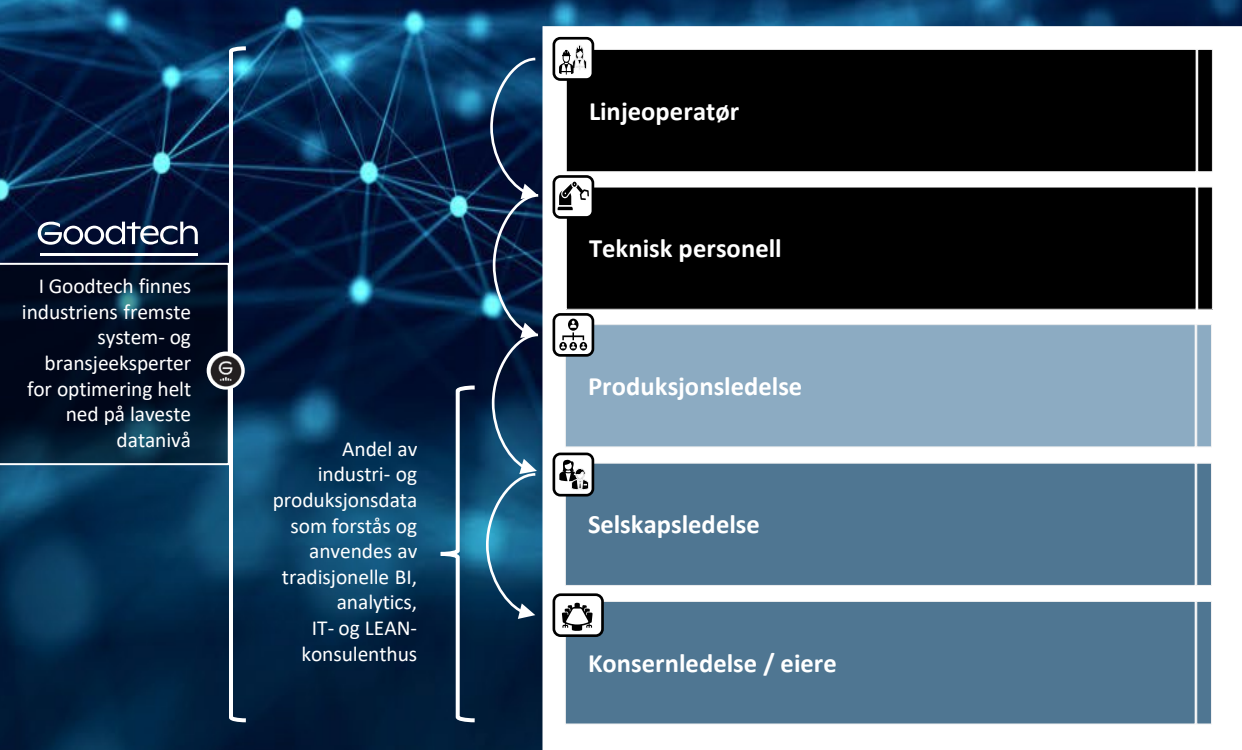 Goodtech
I Goodtech finnes
industriens fremste
system- og
bransjeeksperter
for optimering helt
ned på laveste
datanivå
Andel av
industri- og
produksjonsdata
som forstås og
anvendes av
tradisjonelle BI,
analytics,
IT- og LEAN-
konsulenthus
Linjeoperatør
Teknisk personell
Produksjonsledelse
Selskapsledelse
Konsernledelse / eiere